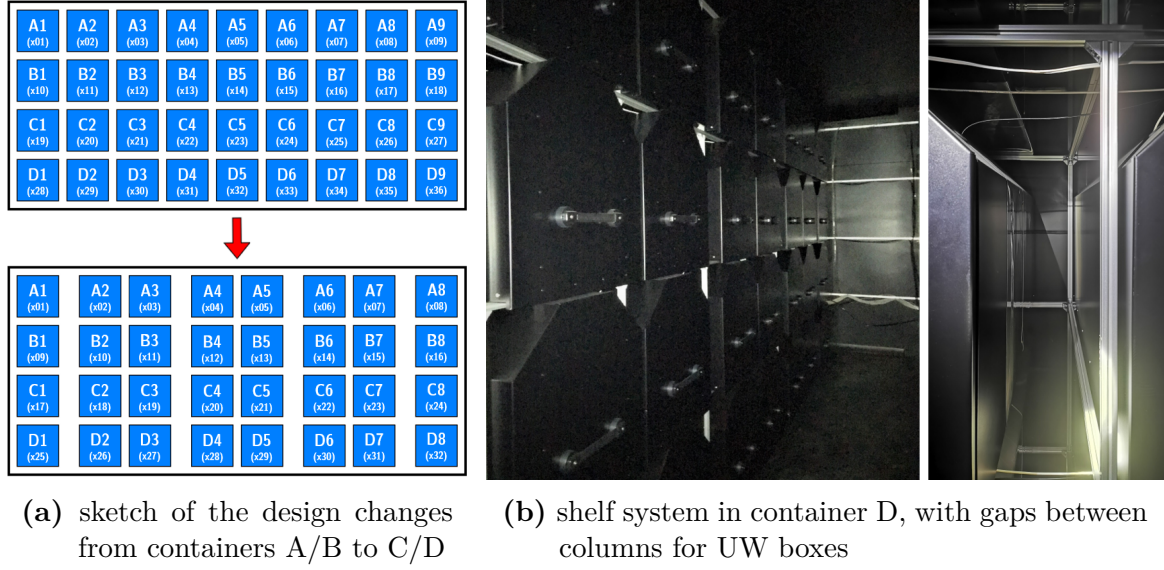 A1 A2 A3 A4 A5 A6 A7 A8 A9
(x01) (x02) (x03) (x04) (x05) (x06) (x07) (x08) (x09)
B1 B2 B3 B4 B5 B6 B7 B8 B9
(x10) (x11) (x12) (x13) (x14) (x15) (x16) (x17) (x18)
C1 C2 C3 C4 C5 C6 C7 C8 C9
(x19) (x20) (x21) (x22) (x23) (x24) (x25) (x26) (x27)
D1 D2 D3 D4 D5 D6 D7 D8 D9
(x28) (x29) (x30) (x31) (x32) (x33) (x34) (x35) (x36)
A1 A2 A3 A4 A5 A6 A7 A8
(x01) (x02) (x03) (x04) (x05) (x06) (x07) (x08)
B1 B2 B3 B4 B5 B6 B7 B8
(x09) (x10) (x11) (x12) (x13) (x14) (x15) (x16)
C1 C2 C3 C4 C5 C6 C7 C8
(x17) (x18) (x19) (x20) (x21) (x22) (x23) (x24)
D1 D2 D3 D4 D5 D6 D7 D8
(x25) (x26) (x27) (x28) (x29) (x30) (x31) (x32)
(a) sketch of the design changes
from containers A/B to C/D
(b) shelf system in container D, with gaps between
columns for UW boxes